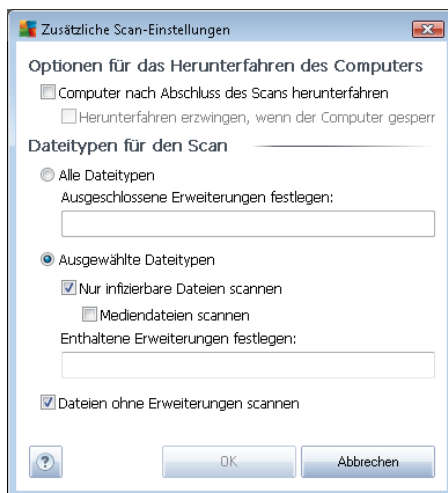 Zusätzliche Scan-Einstellungen
Optionen für das Herunterfahren des Computers
Computer nach Abschluss des Scans herunterfahren
Herunterfahren erzwingen, wenn der Computer gesperr
Dateitypen für den Scan
Alle Dateitypen
Ausgeschlossene Erweiterungen festlegen:
Ausgewählte Dateitypen
Nur infizierbare Dateien scannen
Mediendateien scannen
Enthaltene Erweiterungen festlegen:
Dateien ohne Erweiterungen scannen
? OK Abbrechen